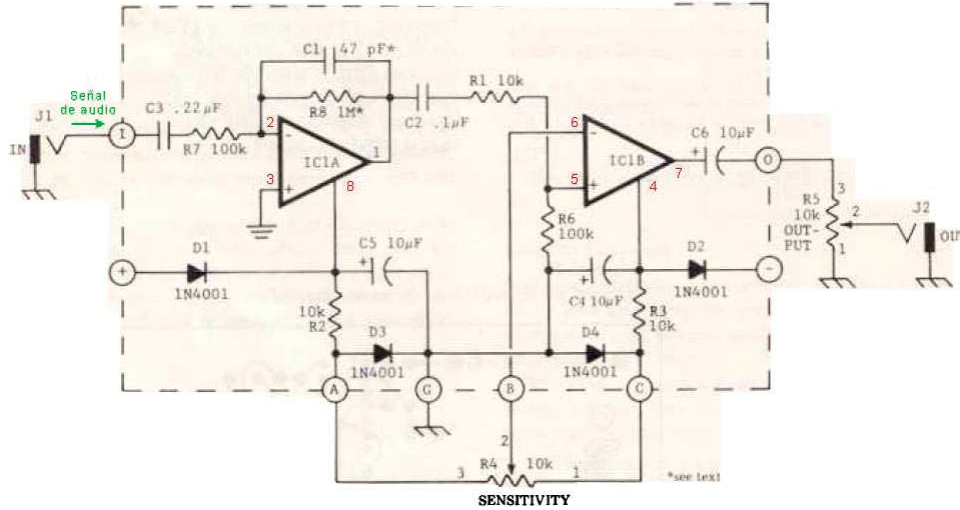 C1 47 pF*
Señal
de audio
J1
IN
I
C3 .22µF
R7 100k
R8 1M*
2
-
3
+
IC1A
1
8
C2 .1µF
R1 10k
6
-
5
+
IC1B
7
4
C6 10µF
O
3
R5
10k
2
OUT-
PUT
1
J2
OU
R6
100k
+
D1
1N4001
C5 10µF
+
C4 10µF
+
D2
1N4001
-
10k
R2
D3
1N4001
D4
1N4001
R3
10k
A
G
B
C
2
3
R4 10k
1
*see text
SENSITIVITY